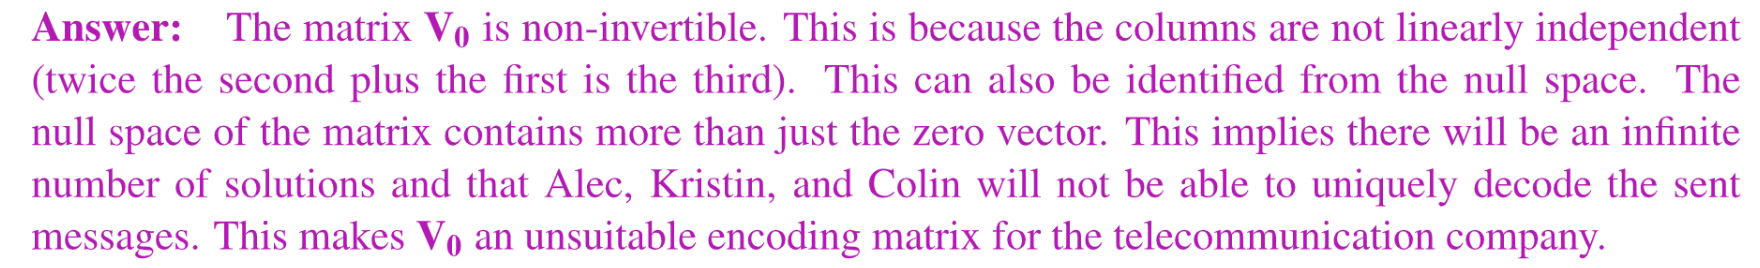 Answer: The matrix V₀ is non-invertible. This is because the columns are not linearly independent
(twice the second plus the first is the third). This can also be identified from the null space. The
null space of the matrix contains more than just the zero vector. This implies there will be an infinite
number of solutions and that Alec, Kristin, and Colin will not be able to uniquely decode the sent
messages. This makes V₀ an unsuitable encoding matrix for the telecommunication company.